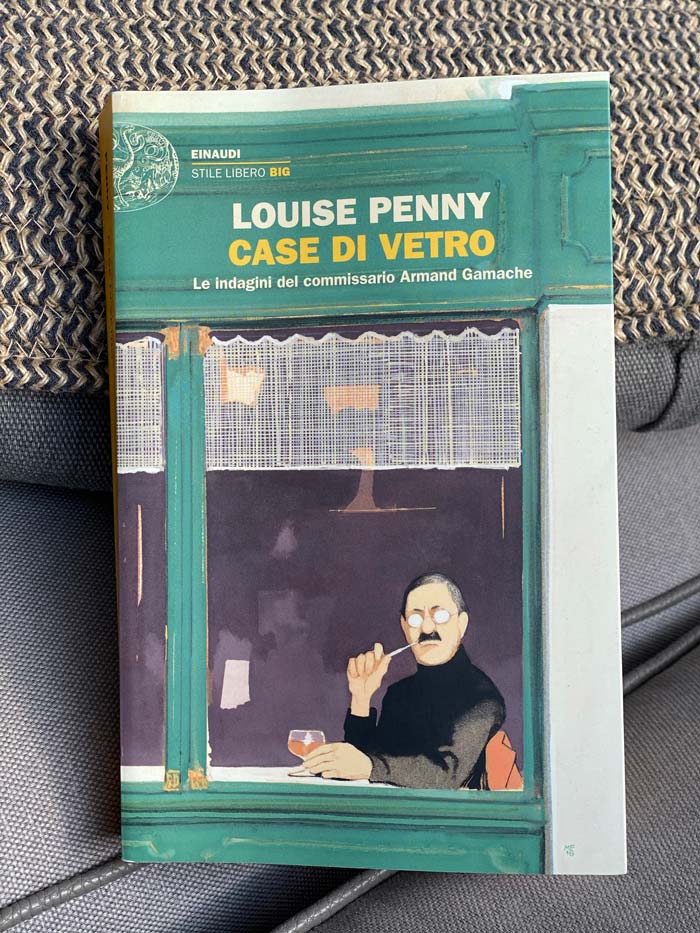 EINAUDI
STILE LIBERO BIG
LOUISE PENNY
CASE DI VETRO
Le indagini del commissario Armand Gamache